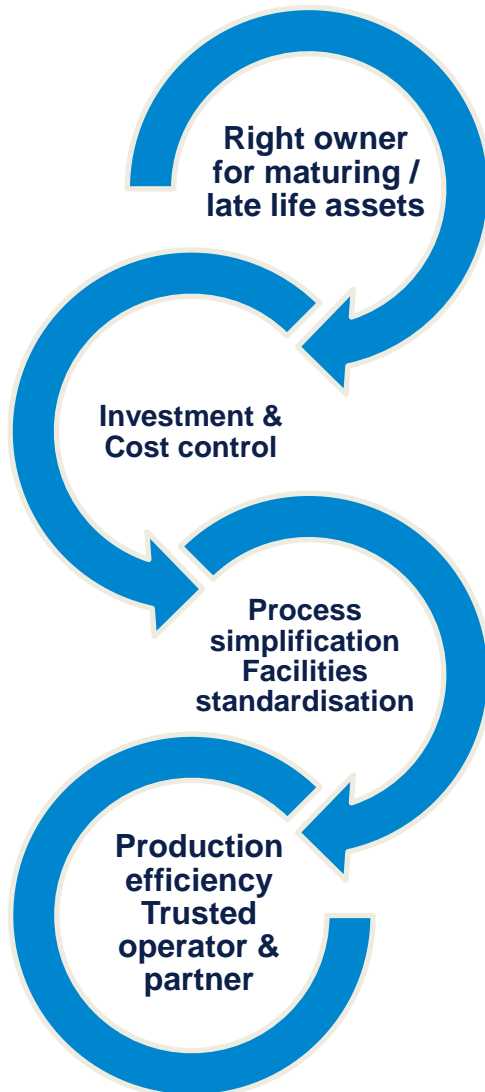 Right owner
for maturing /
late life assets
Investment &
Cost control
Process
simplification
Facilities
standardisation
Production
efficiency
Trusted
operator &
partner